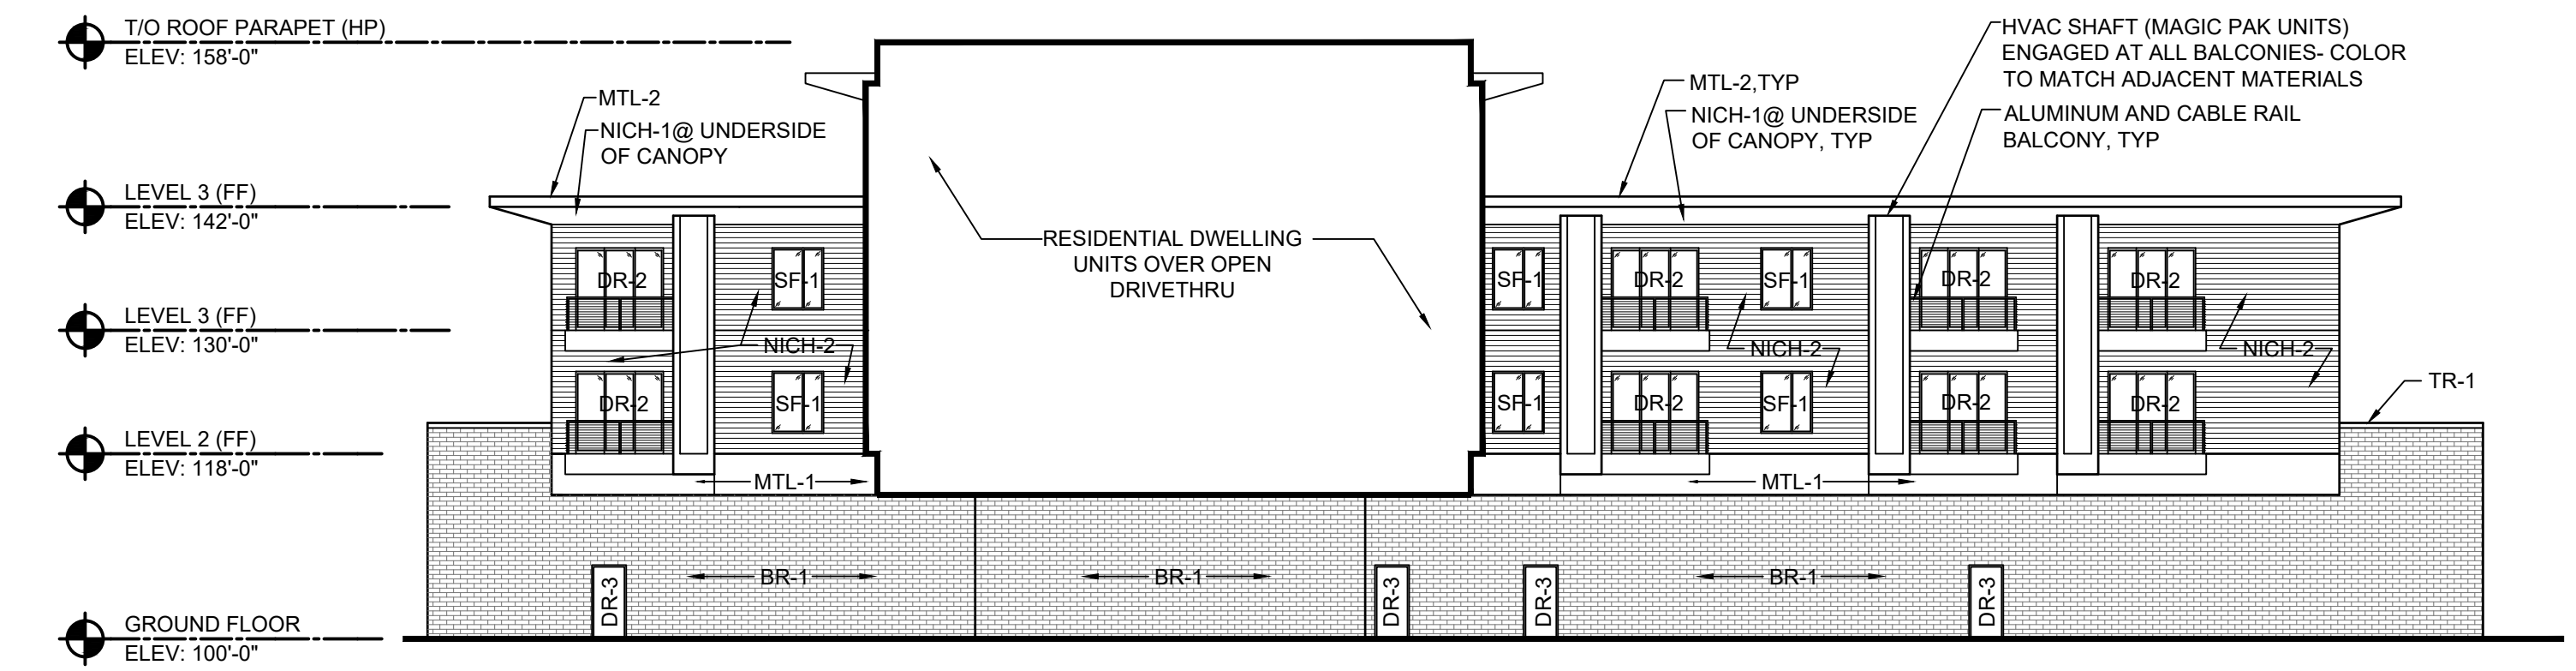 T/O ROOF PARAPET (HP)
ELEV: 158'-0"
HVAC SHAFT (MAGIC PAK UNITS)
ENGAGED AT ALL BALCONIES- COLOR
TO MATCH ADJACENT MATERIALS
MTL-2
NICH-1@ UNDERSIDE
OF CANOPY
MTL-2,TYP
NICH-1@ UNDERSIDE
OF CANOPY, TYP
ALUMINUM AND CABLE RAIL
BALCONY, TYP
LEVEL 3 (FF)
ELEV: 142'-0"
RESIDENTIAL DWELLING
UNITS OVER OPEN
DRIVETHRU
DR-2
SF-1
SF-1
DR-2
SF-1
DR-2
DR-2
LEVEL 3 (FF)
ELEV: 130'-0"
NICH-2
NICH-2
NICH-2
TR-1
DR-2
SF-1
SF-1
DR-2
SF-1
DR-2
DR-2
LEVEL 2 (FF)
ELEV: 118'-0"
MTL-1
MTL-1
BR-1
BR-1
BR-1
DR-3
DR-3
DR-3
DR-3
GROUND FLOOR
ELEV: 100'-0"